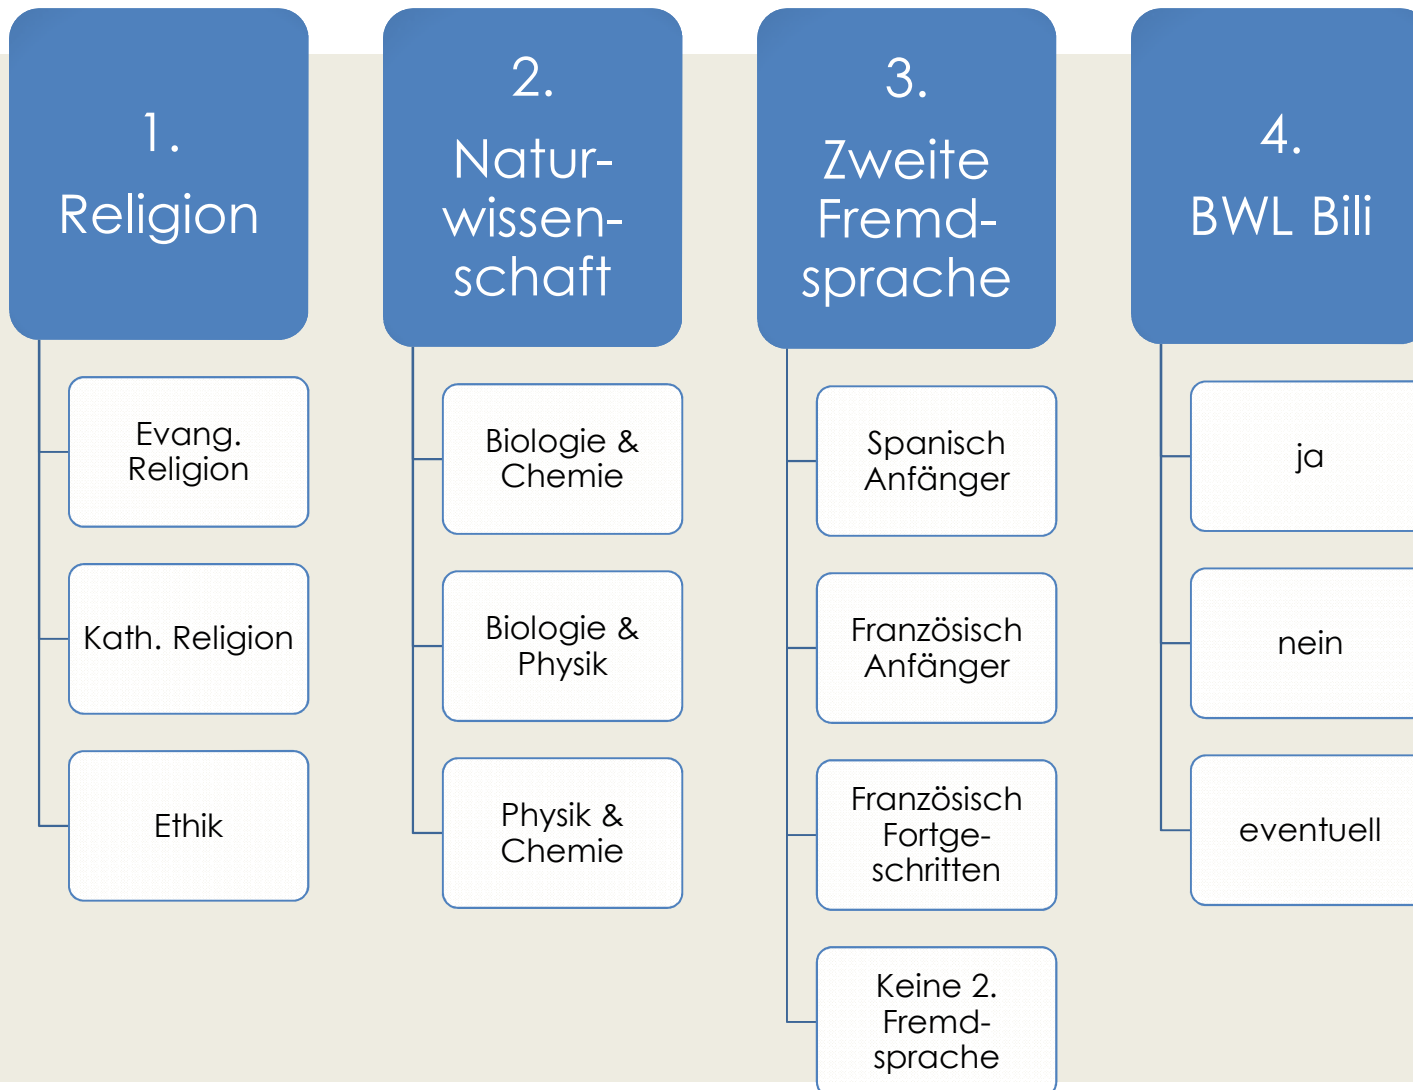 1.
Religion
Evang.
Religion
Kath. Religion
Ethik
2.
Natur-
wissen-
schaft
Biologie &
Chemie
Biologie &
Physik
Physik &
Chemie
3.
Zweite
Fremd-
sprache
Spanisch
Anfänger
Französisch
Anfänger
Französisch
Fortge-
schritten
Keine 2.
Fremd-
sprache
4.
BWL Bili
ja
nein
eventuell